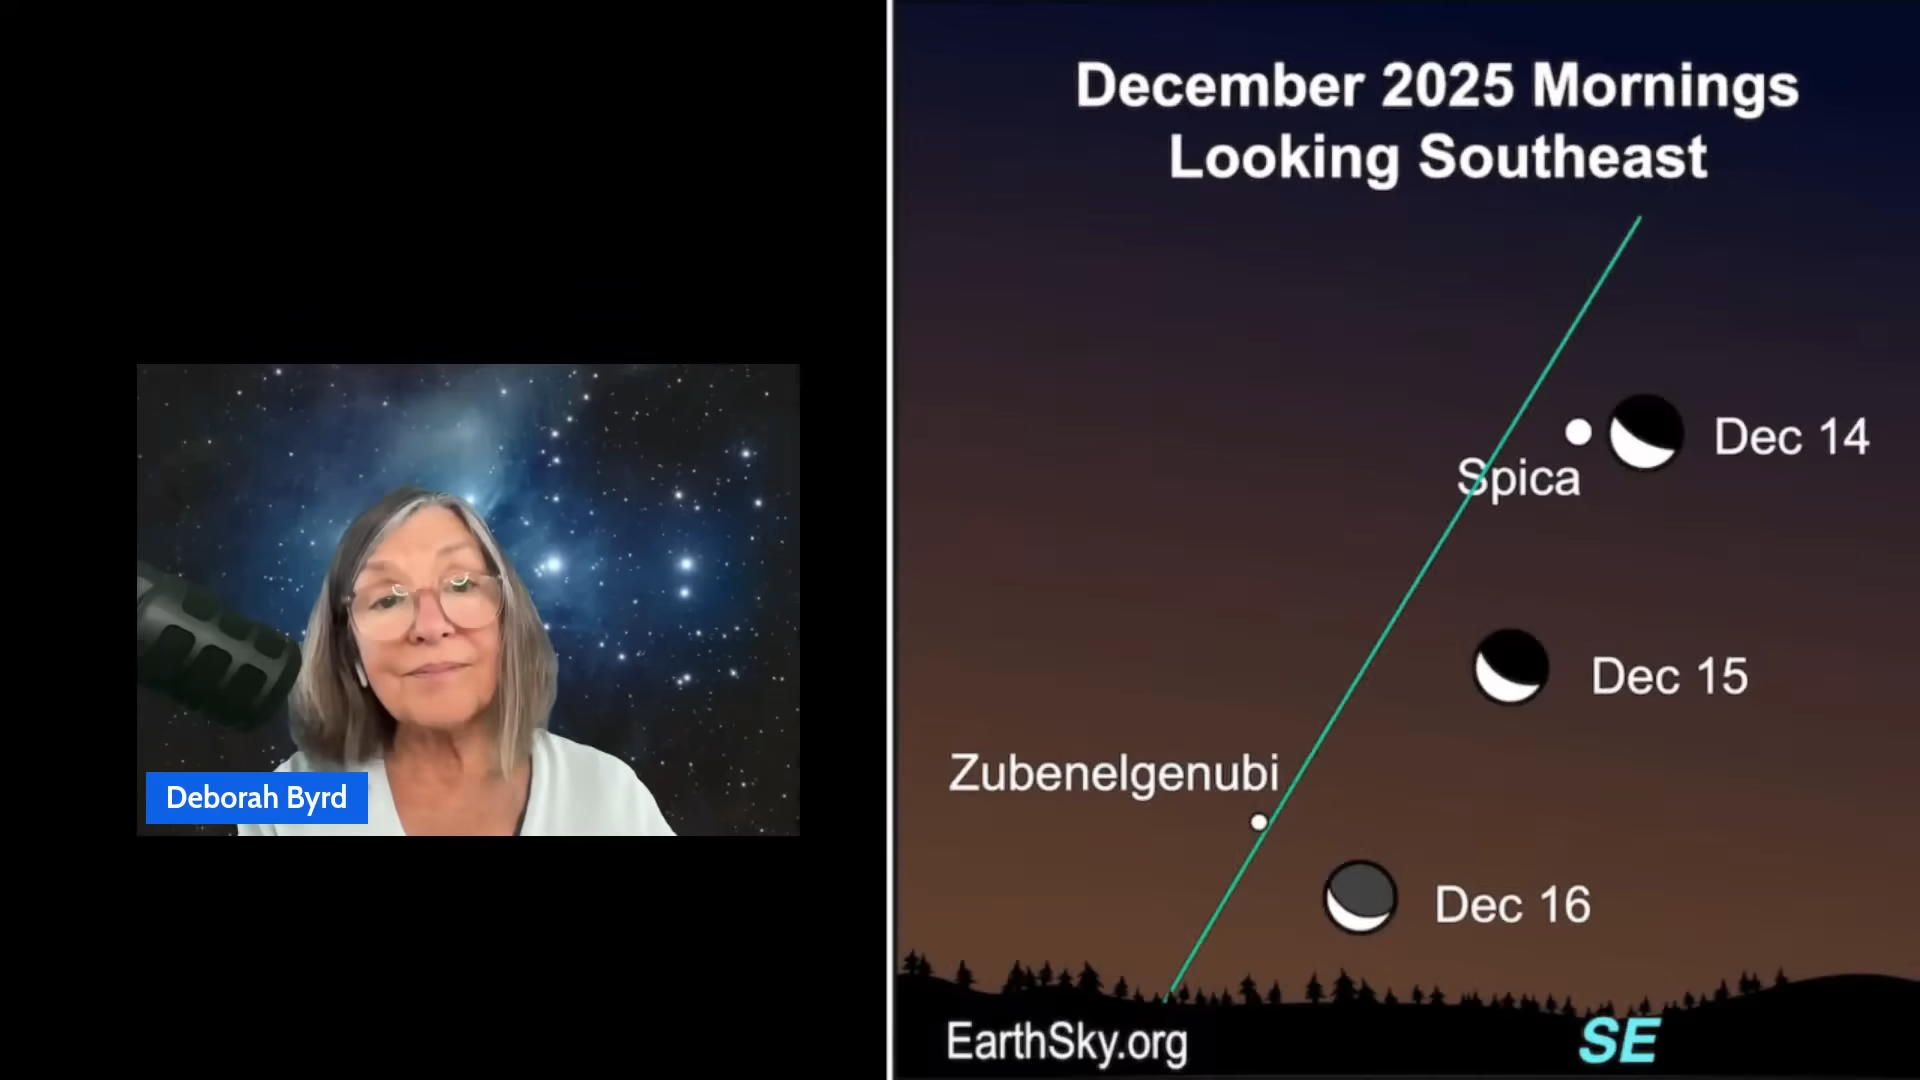 Deborah Byrd
December 2025 Mornings
Looking Southeast
Spica
Dec 14
Dec 15
Zubenelgenubi
Dec 16
EarthSky.org
SE